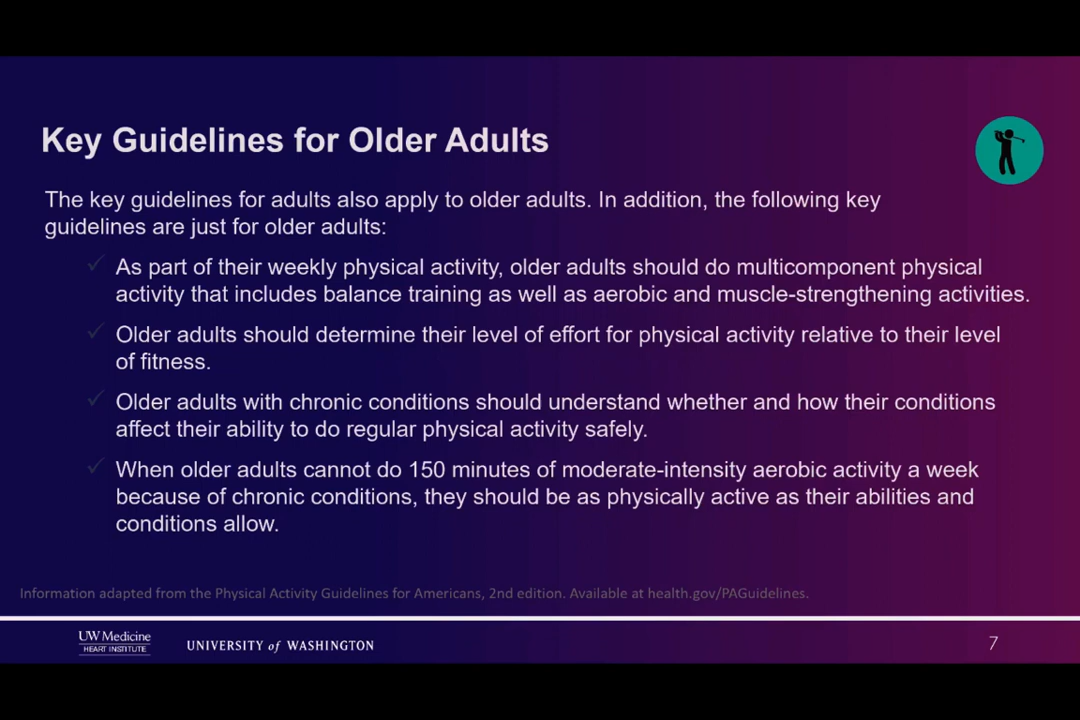 Key Guidelines for Older Adults
The key guidelines for adults also apply to older adults. In addition, the following key
guidelines are just for older adults:
As part of their weekly physical activity, older adults should do multicomponent physical
activity that includes balance training as well as aerobic and muscle-strengthening activities.
Older adults should determine their level of effort for physical activity relative to their level
of fitness.
Older adults with chronic conditions should understand whether and how their conditions
affect their ability to do regular physical activity safely.
When older adults cannot do 150 minutes of moderate-intensity aerobic activity a week
because of chronic conditions, they should be as physically active as their abilities and
conditions allow.
Information adapted from the Physical Activity Guidelines for Americans, 2nd edition. Available at health.gov/PAGuidelines.
UW Medicine
HEART INSTITUTE
UNIVERSITY of WASHINGTON
7